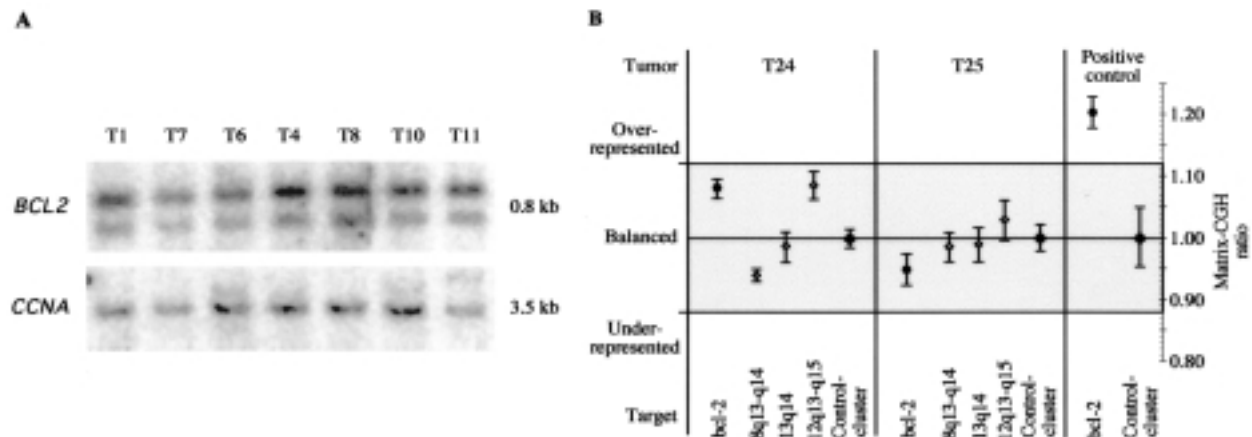 A
T1 T7 T6 T4 T8 T10 T11
BCL2
0.8 kb
CCNA
3.5 kb
B
Tumor
T24
T25
Positive
control
Over-
represented
Balanced
Under-
represented
1.20
1.10
1.00
0.90
0.80
Matrix-CGH
ratio
Target
bcl-2
8q13-q14
13q14
12q13-q15
Control-
cluster
bcl-2
8q13-q14
13q14
12q13-q15
Control-
cluster
bcl-2
Control-
cluster